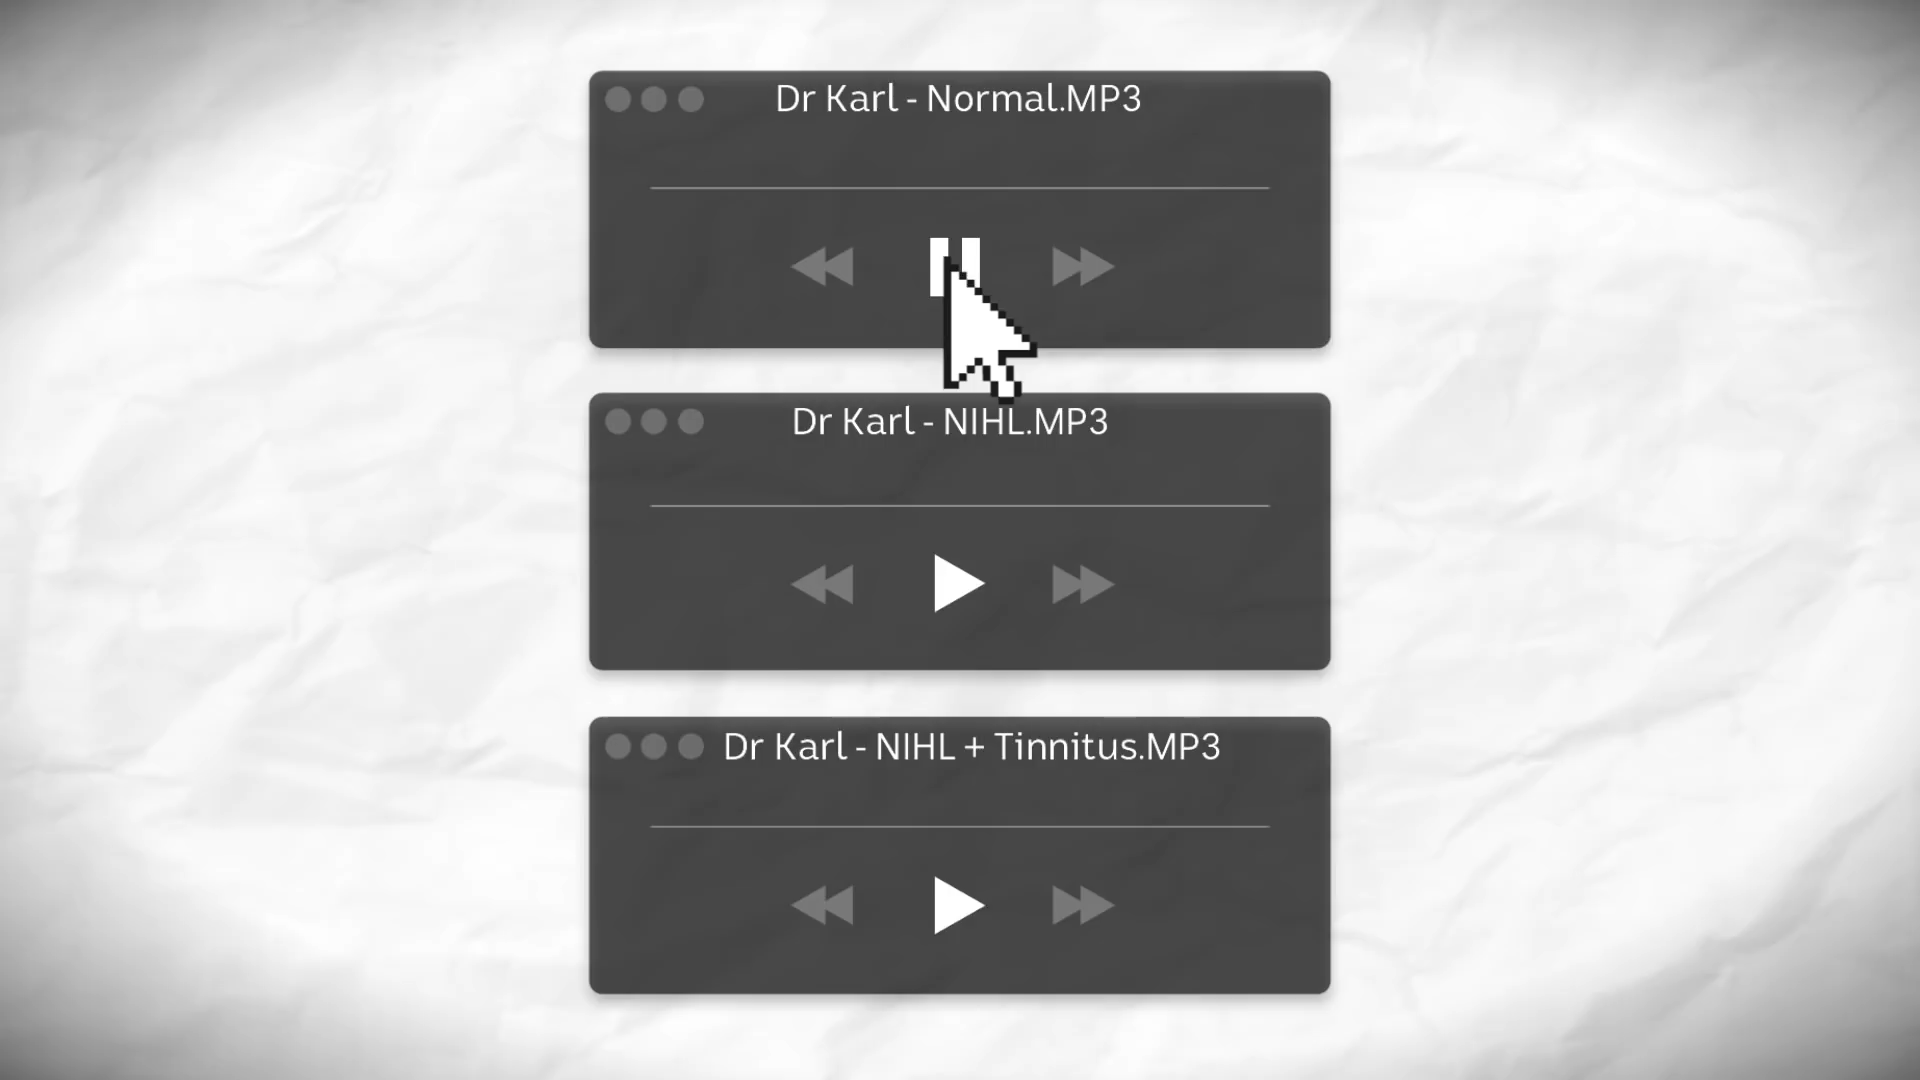 Dr Karl - Normal.MP3
Dr Karl - NIHL.MP3
Dr Karl - NIHL + Tinnitus.MP3